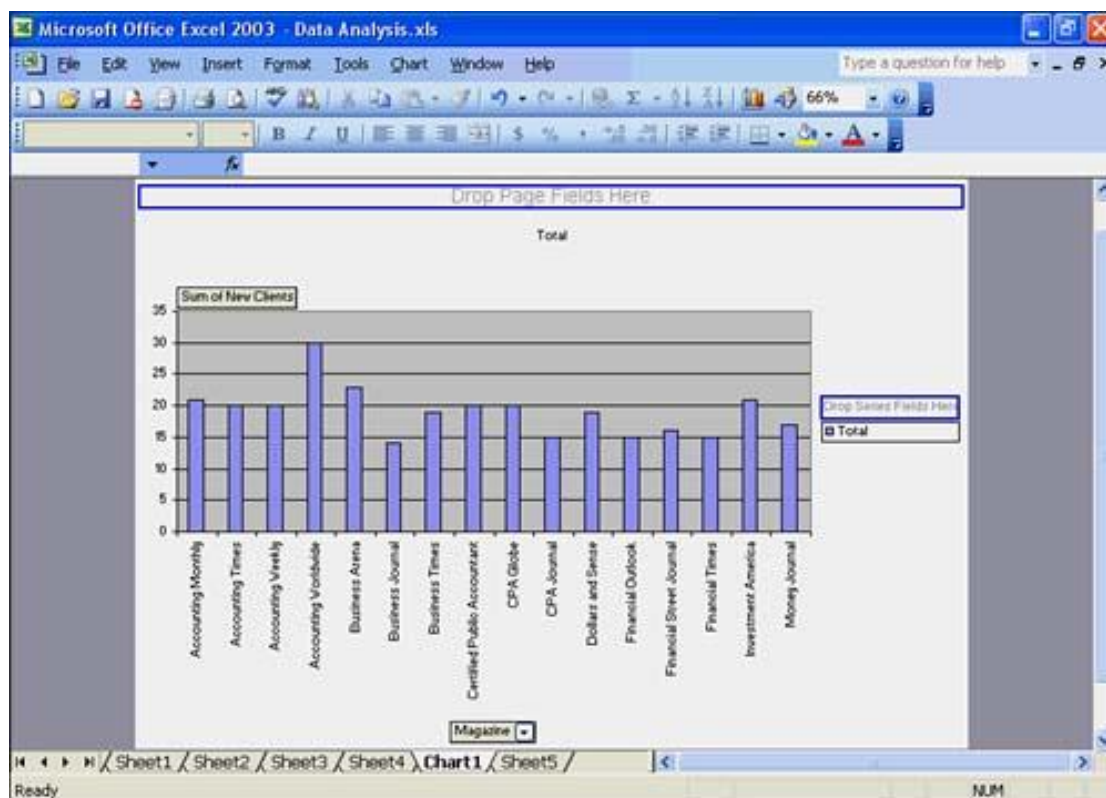 Microsoft Office Excel 2003 - Data Analysis.xls
File Edit View Insert Format Tools Chart Window Help Type a question for help
B I U $ % , A 66%
fx
Drop Page Fields Here
Total
Sum of New Clients
35
30
25
20
15
10
5
0
Drop Series Fields Here
Total
Accounting Monthly
Accounting Times
Accounting Weekly
Accounting Worldwide
Business Arena
Business Journal
Business Times
Certified Public Accountant
CPA Globe
CPA Journal
Dollars and Sense
Financial Outlook
Financial Street Journal
Financial Times
Investment America
Money Journal
Magazine
Sheet1 Sheet2 Sheet3 Sheet4 Chart1 Sheet5
Ready NUM